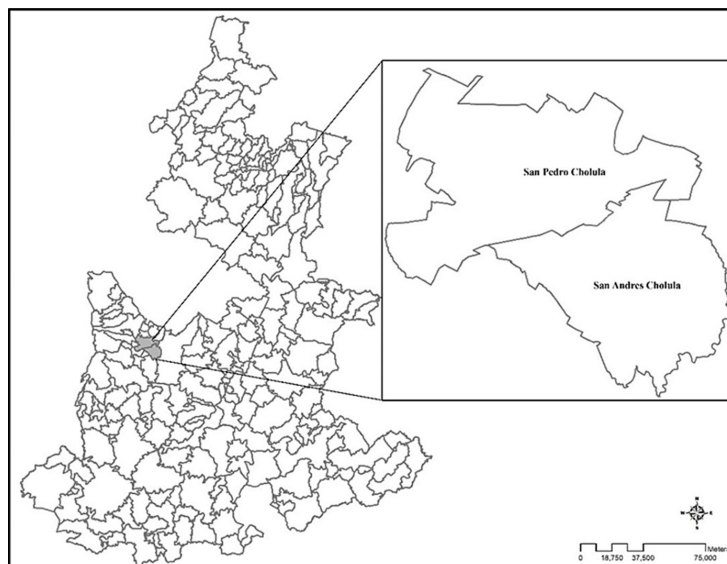 San Pedro Cholula
San Andres Cholula
N
W E
S
Meters
0 18,750 37,500 75,000